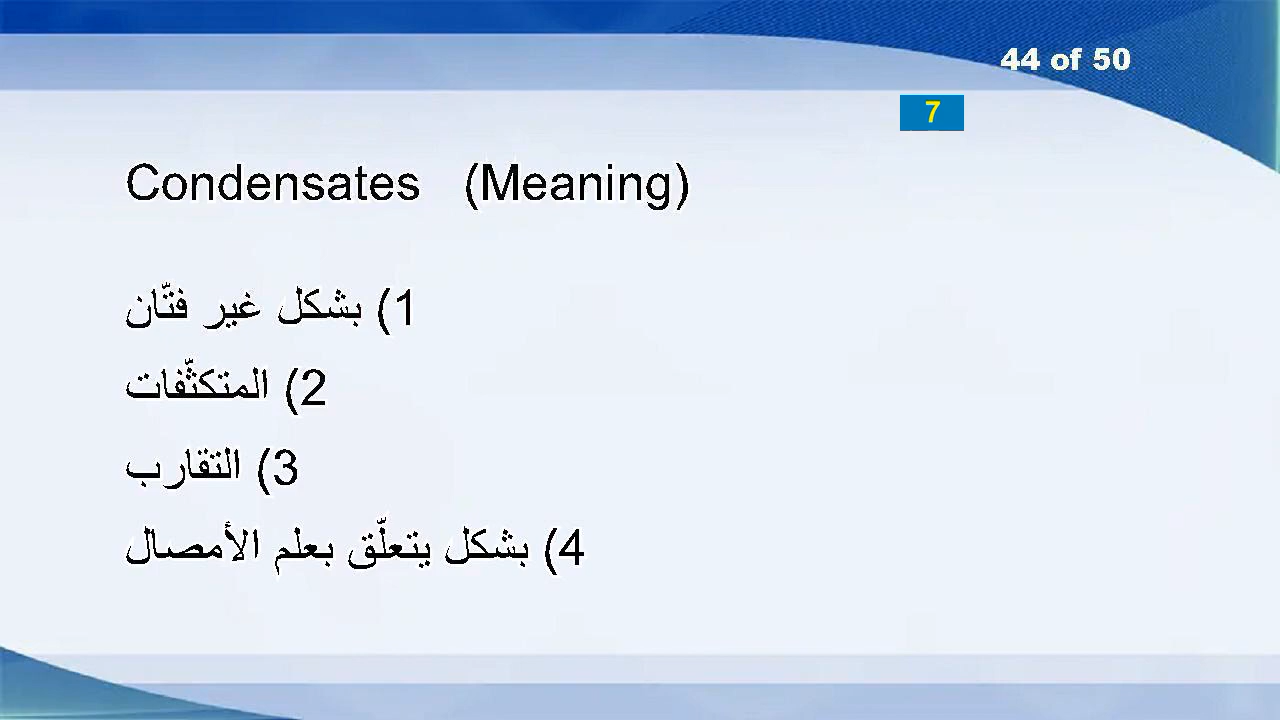 44 of 50
7
Condensates (Meaning)
1) بشكل غير فتّان
2) المتكثّفات
3) التقارب
4) بشكل يتعلّق بعلم الأمصال